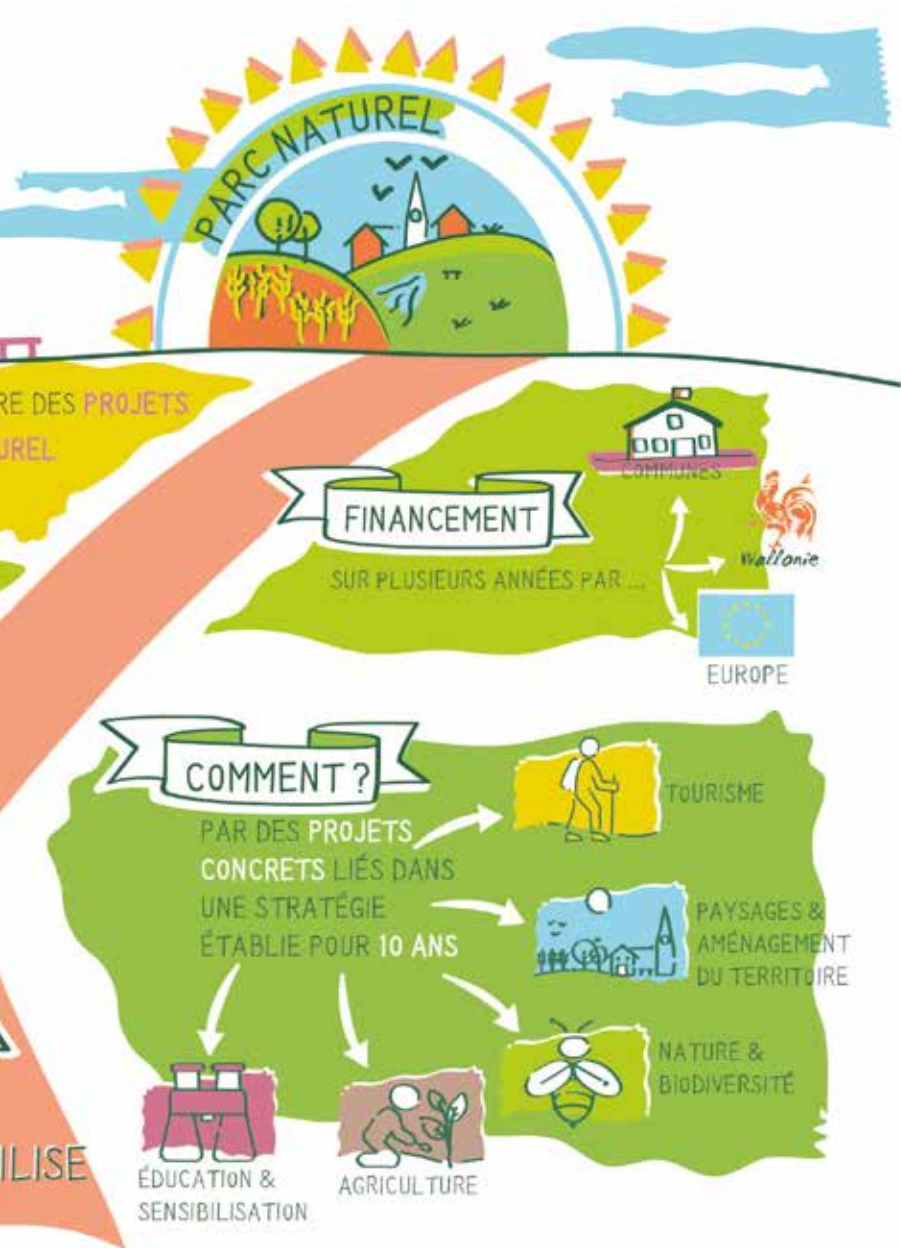 PARC NATUREL
RE DES PROJETS
UREL
COMMUNES
FINANCEMENT
Wallonie
SUR PLUSIEURS ANNÉES PAR ...
EUROPE
COMMENT ?
PAR DES PROJETS
CONCRETS LIÉS DANS
UNE STRATÉGIE
ÉTABLIE POUR 10 ANS
TOURISME
PAYSAGES &
AMÉNAGEMENT
DU TERRITOIRE
NATURE &
BIODIVERSITÉ
ILISE
ÉDUCATION &
SENSIBILISATION
AGRICULTURE